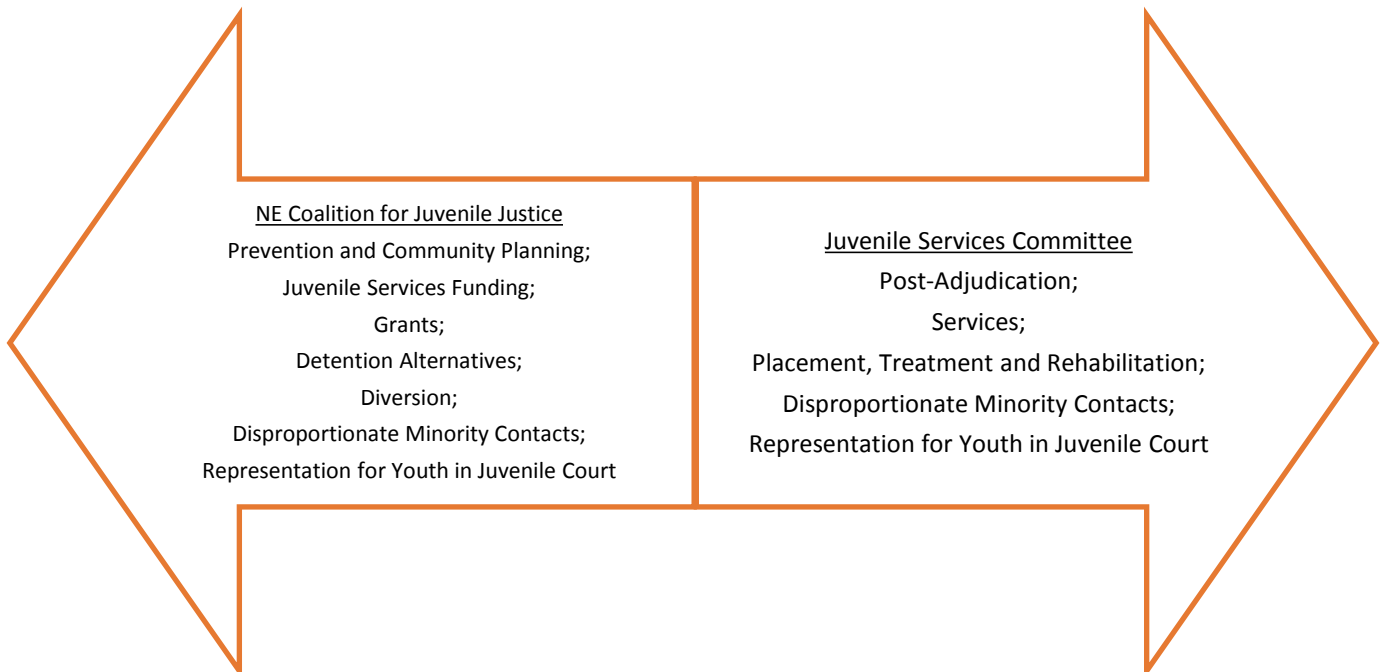 NE Coalition for Juvenile Justice
Prevention and Community Planning;
Juvenile Services Funding;
Grants;
Detention Alternatives;
Diversion;
Disproportionate Minority Contacts;
Representation for Youth in Juvenile Court
Juvenile Services Committee
Post-Adjudication;
Services;
Placement, Treatment and Rehabilitation;
Disproportionate Minority Contacts;
Representation for Youth in Juvenile Court